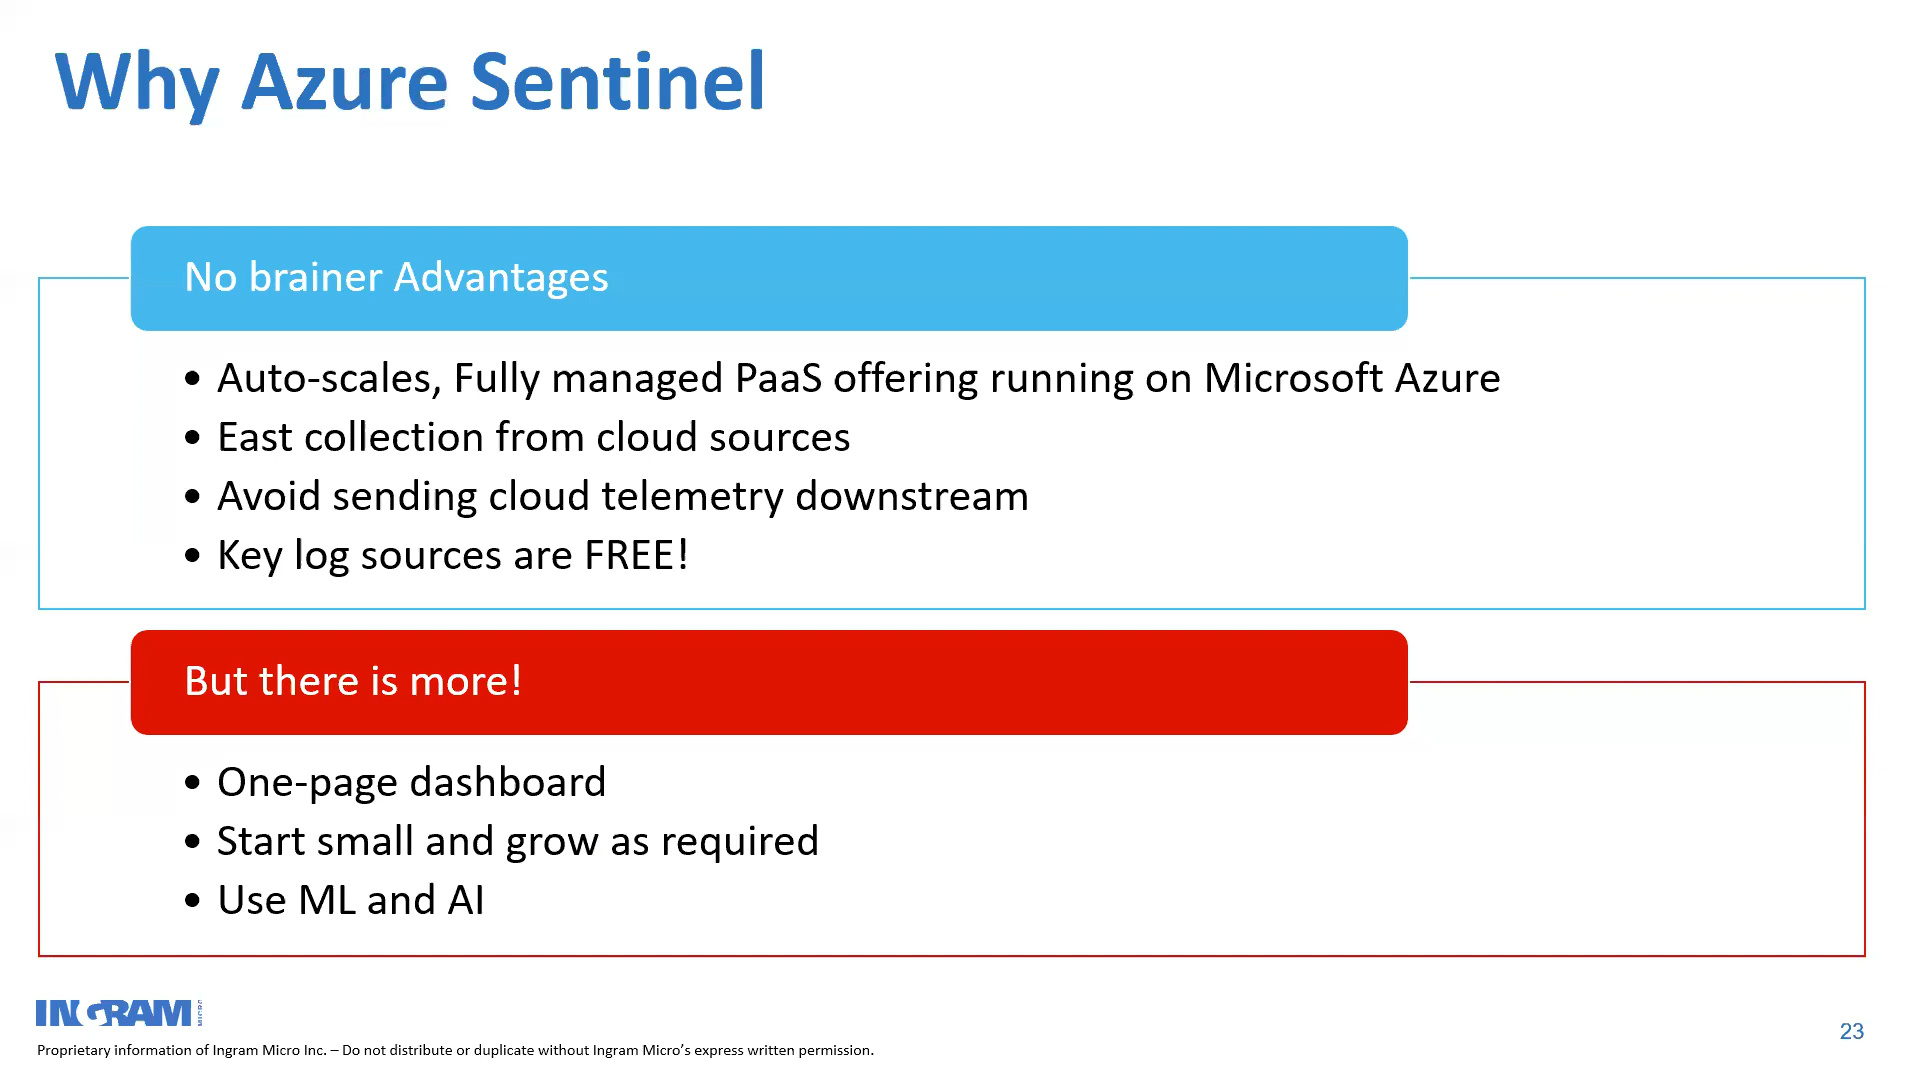 Why Azure Sentinel
No brainer Advantages
• Auto-scales, Fully managed PaaS offering running on Microsoft Azure
• East collection from cloud sources
• Avoid sending cloud telemetry downstream
• Key log sources are FREE!
But there is more!
• One-page dashboard
• Start small and grow as required
• Use ML and AI
INGRAM MICRO
Proprietary information of Ingram Micro Inc. – Do not distribute or duplicate without Ingram Micro’s express written permission.
23